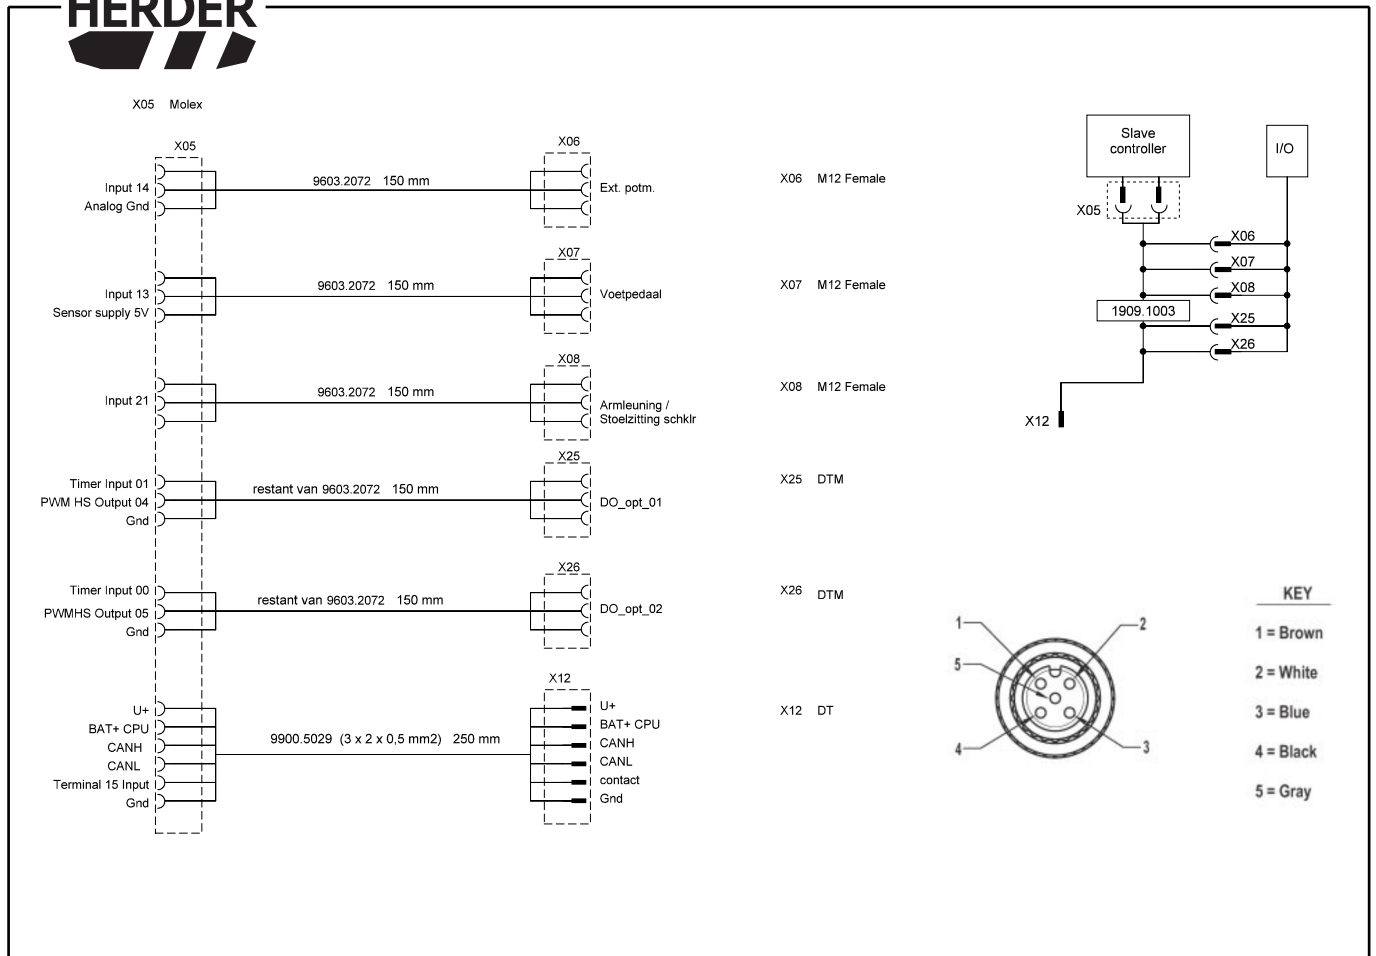 HERDER
X05 Molex
X05
Input 14
Analog Gnd
9603.2072 150 mm
X06
Ext. potm.
X06 M12 Female
Input 13
Sensor supply 5V
9603.2072 150 mm
X07
Voetpedaal
X07 M12 Female
Input 21
9603.2072 150 mm
X08
Armleuning /
Stoelzitting schklr
X08 M12 Female
Timer Input 01
PWM HS Output 04
Gnd
restant van 9603.2072 150 mm
X25
DO_opt_01
X25 DTM
Timer Input 00
PWMHS Output 05
Gnd
restant van 9603.2072 150 mm
X26
DO_opt_02
X26 DTM
U+
BAT+ CPU
CANH
CANL
Terminal 15 Input
Gnd
9900.5029 (3 x 2 x 0,5 mm2) 250 mm
X12
U+
BAT+ CPU
CANH
CANL
contact
Gnd
X12 DT
Slave
controller
I/O
X05
X06
X07
X08
1909.1003
X25
X26
X12
1
2
5
4
3
KEY
1 = Brown
2 = White
3 = Blue
4 = Black
5 = Gray